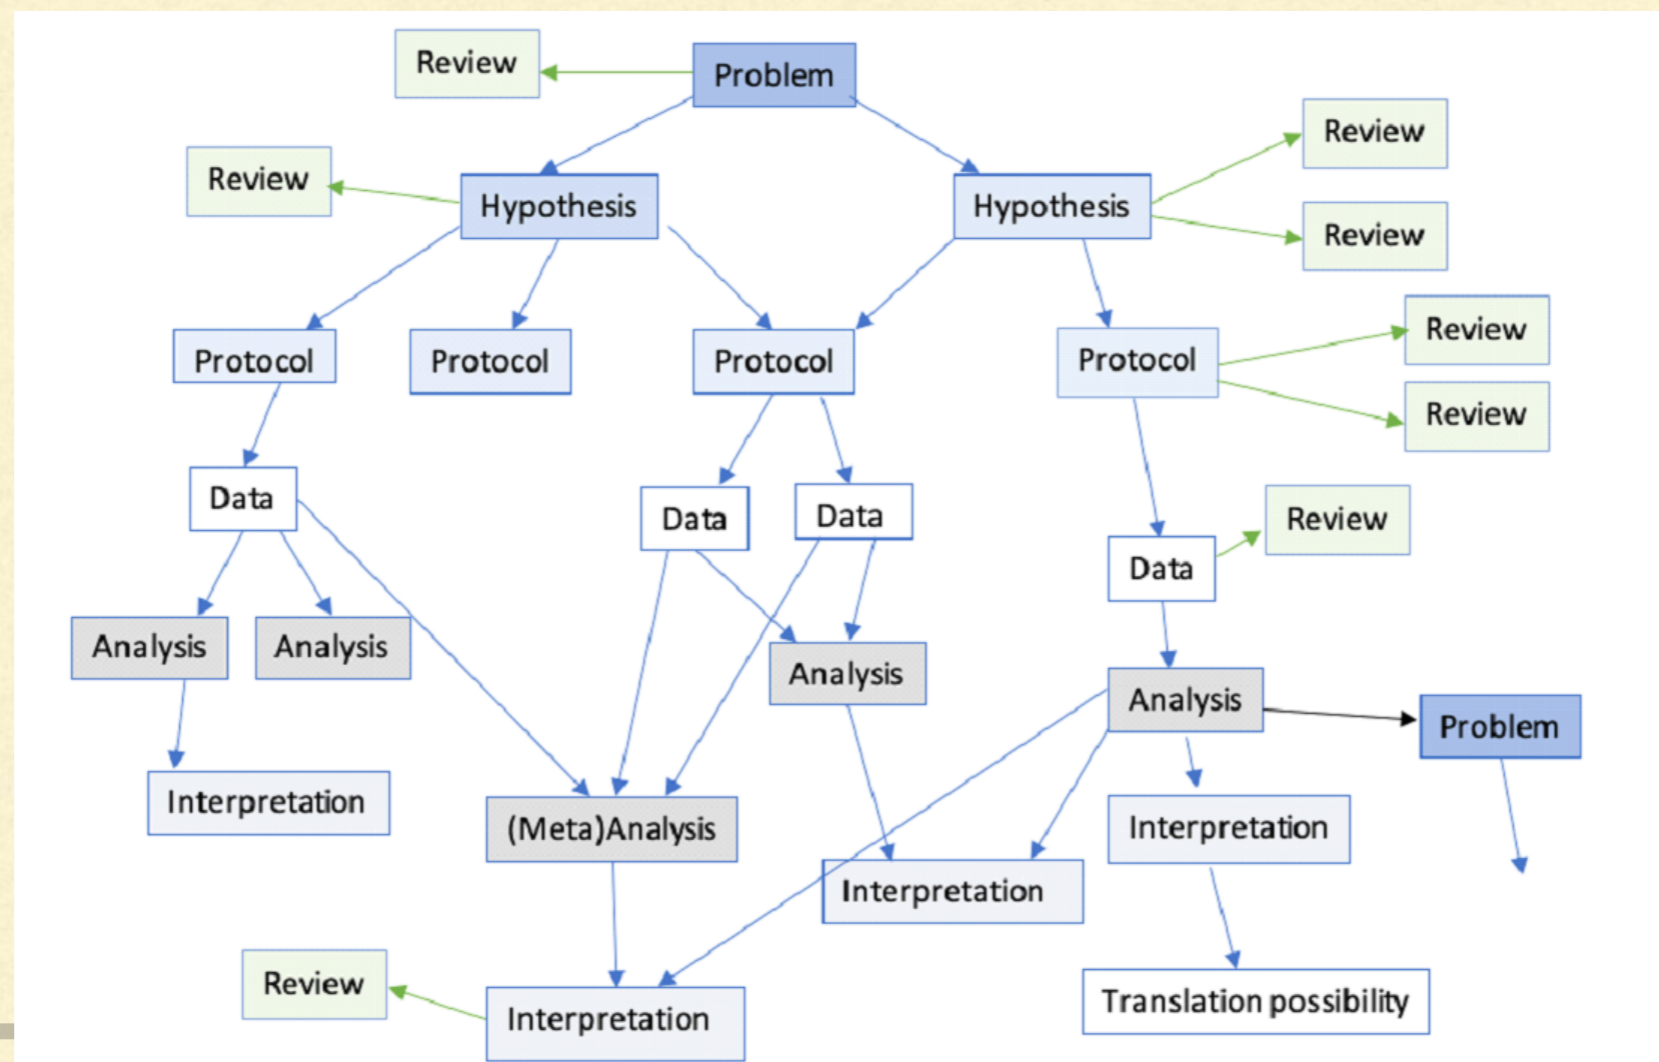 Review
Problem
Review
Review
Hypothesis
Hypothesis
Review
Review
Protocol
Protocol
Protocol
Protocol
Review
Data
Data
Data
Review
Data
Analysis
Analysis
Analysis
Analysis
Problem
Interpretation
(Meta)Analysis
Interpretation
Interpretation
Review
Interpretation
Translation possibility